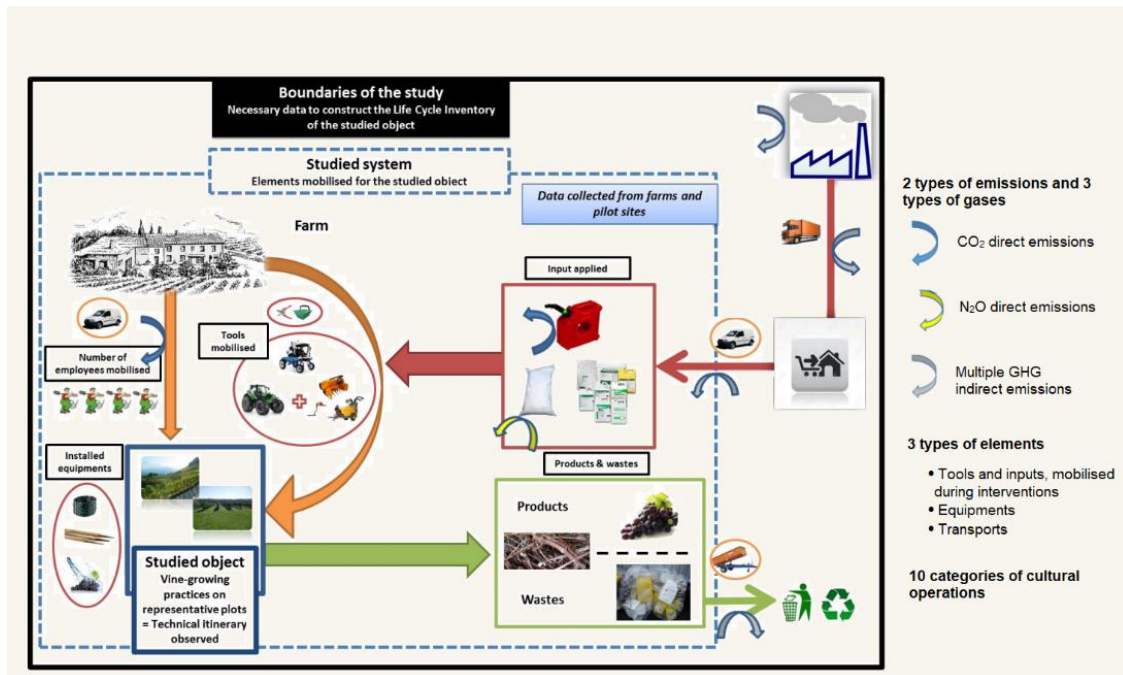 Boundaries of the study
Necessary data to construct the Life Cycle Inventory
of the studied object
Studied system
Elements mobilised for the studied object
Data collected from farms and
pilot sites
Farm
Input applied
Tools
mobilised
Number of
employees mobilised
Installed
equipments
Products & wastes
Products
Wastes
Studied object
Vine-growing
practices on
representative plots
= Technical itinerary
observed
2 types of emissions and 3
types of gases
CO₂ direct emissions
N₂O direct emissions
Multiple GHG
indirect emissions
3 types of elements
• Tools and inputs, mobilised
during interventions
• Equipments
• Transports
10 categories of cultural
operations